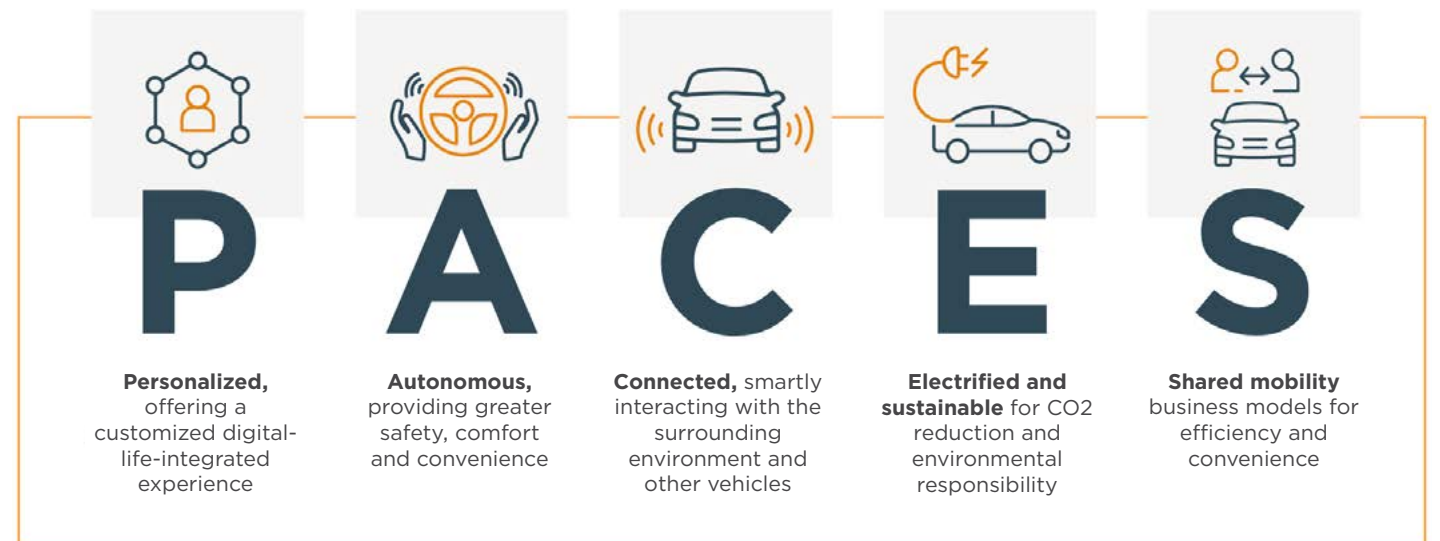 P A C E S
Personalized,
offering a
customized digital-
life-integrated
experience
Autonomous,
providing greater
safety, comfort
and convenience
Connected, smartly
interacting with the
surrounding
environment and
other vehicles
Electrified and
sustainable for CO2
reduction and
environmental
responsibility
Shared mobility
business models for
efficiency and
convenience